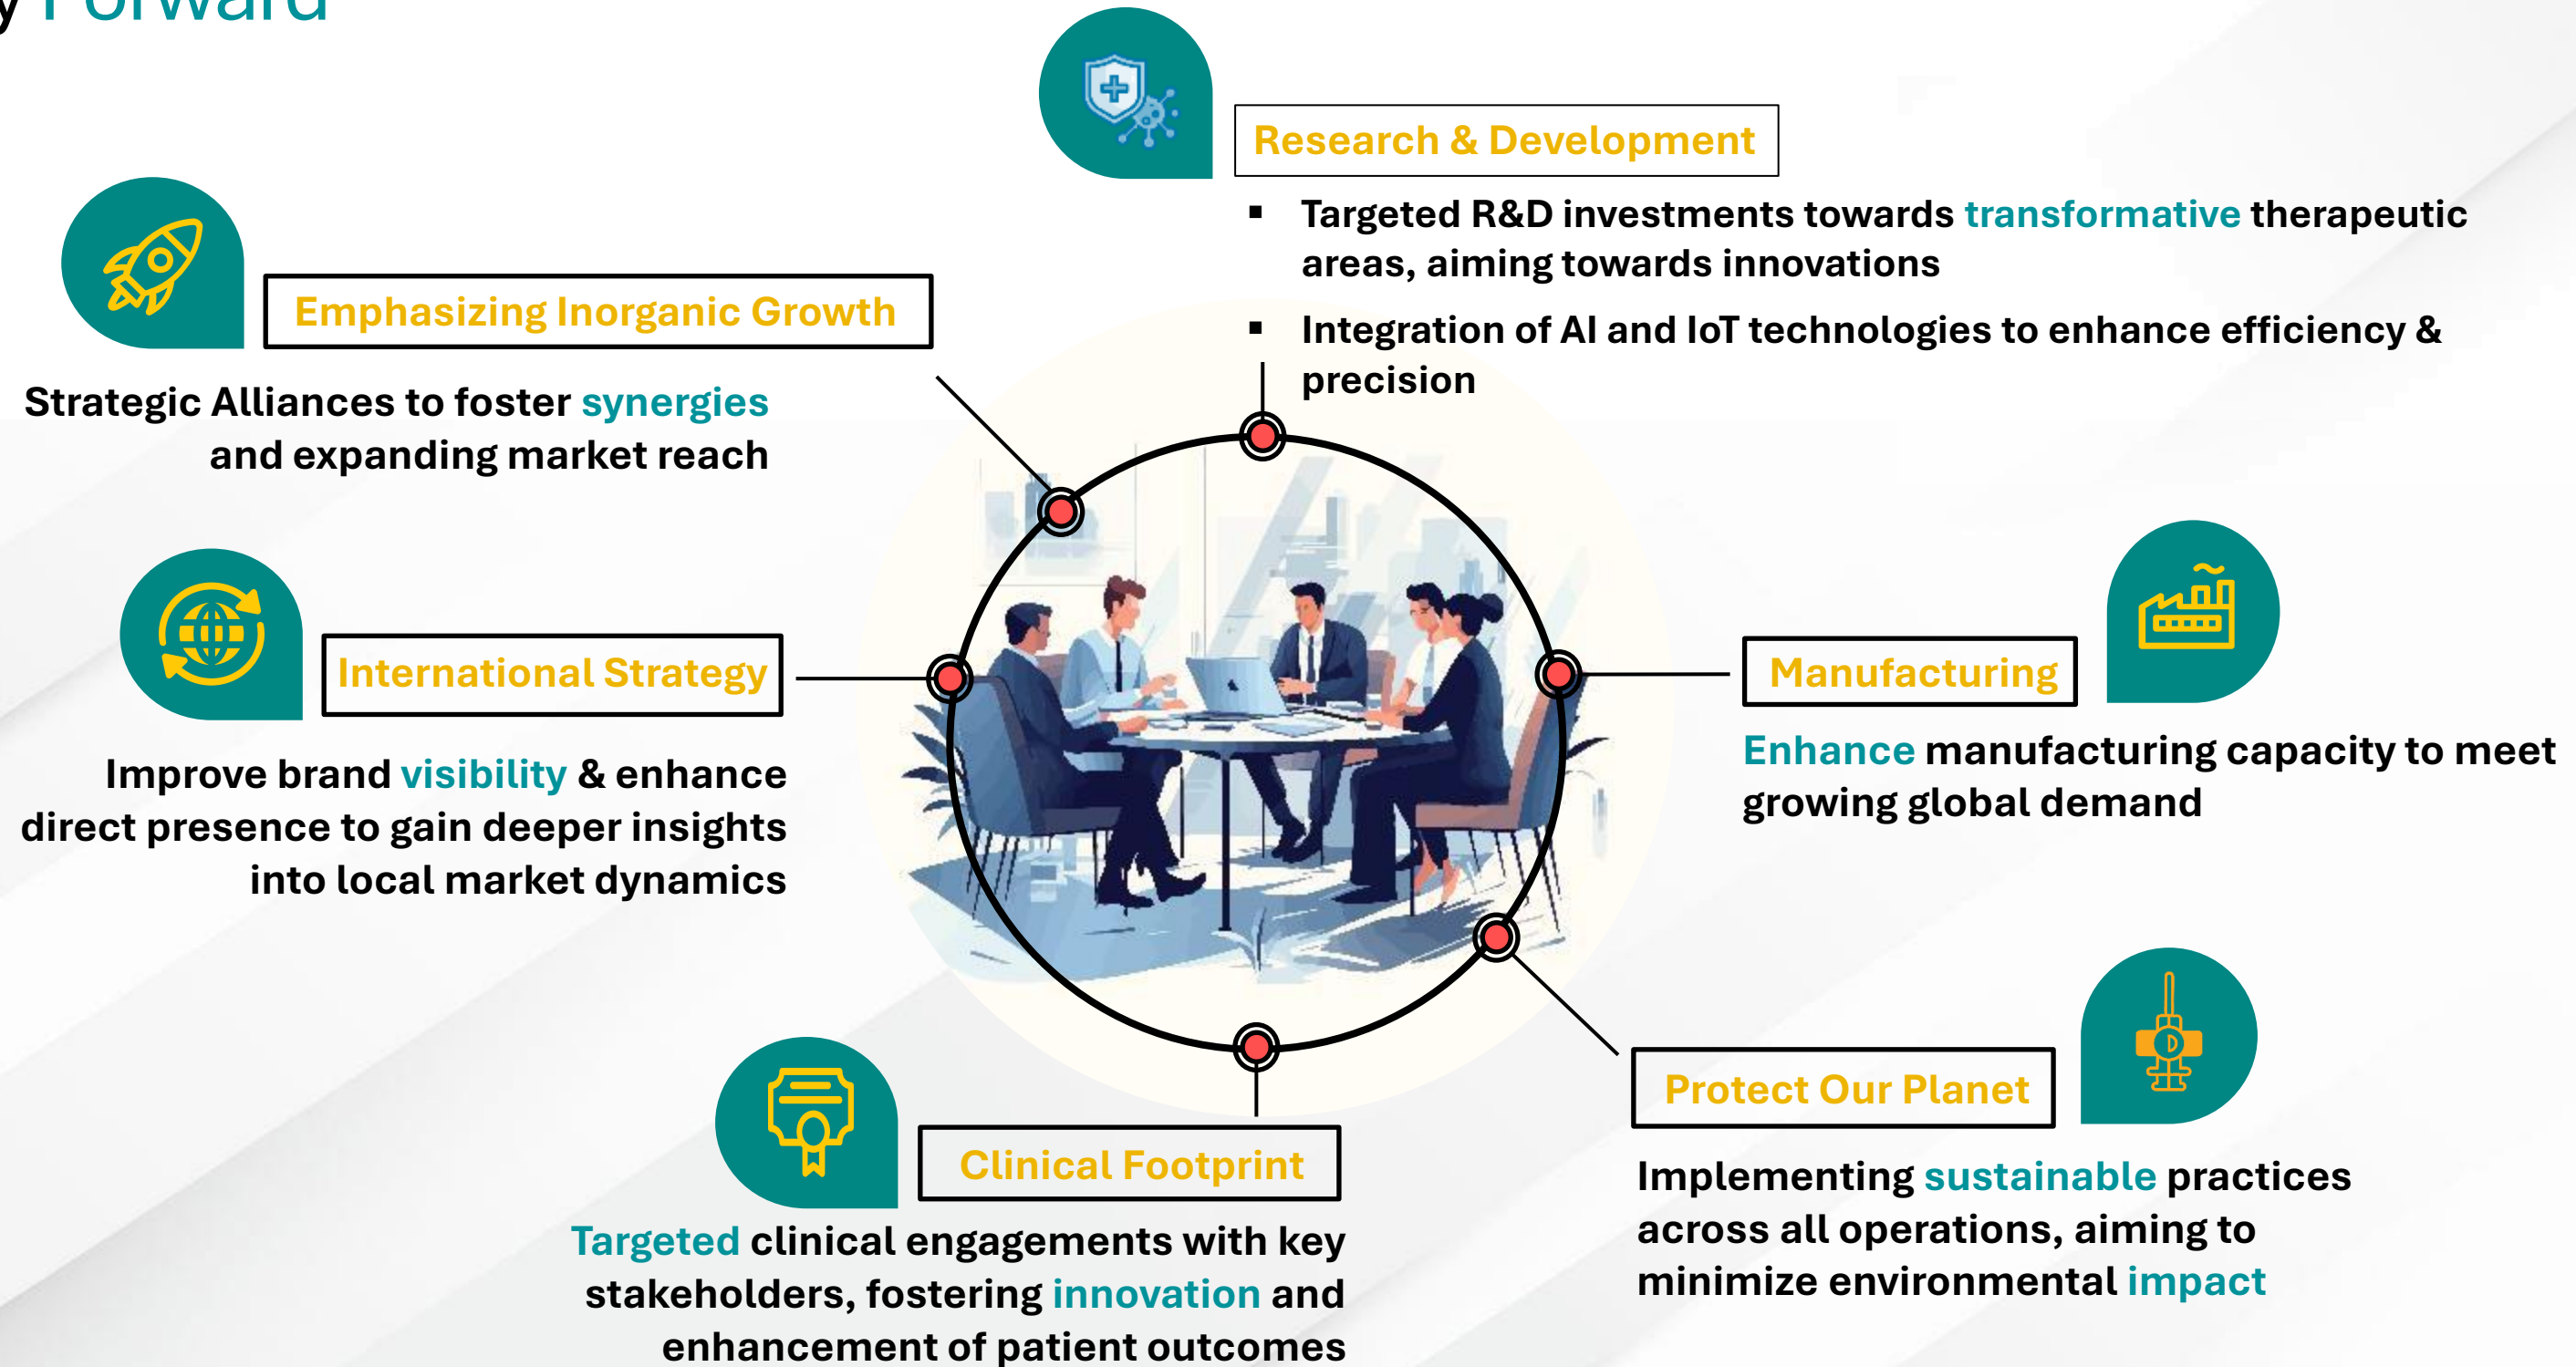 y Forward
Research & Development
▪ Targeted R&D investments towards transformative therapeutic
areas, aiming towards innovations
▪ Integration of AI and IoT technologies to enhance efficiency &
precision
Emphasizing Inorganic Growth
Strategic Alliances to foster synergies
and expanding market reach
International Strategy
Improve brand visibility & enhance
direct presence to gain deeper insights
into local market dynamics
Manufacturing
Enhance manufacturing capacity to meet
growing global demand
Protect Our Planet
Implementing sustainable practices
across all operations, aiming to
minimize environmental impact
Clinical Footprint
Targeted clinical engagements with key
stakeholders, fostering innovation and
enhancement of patient outcomes